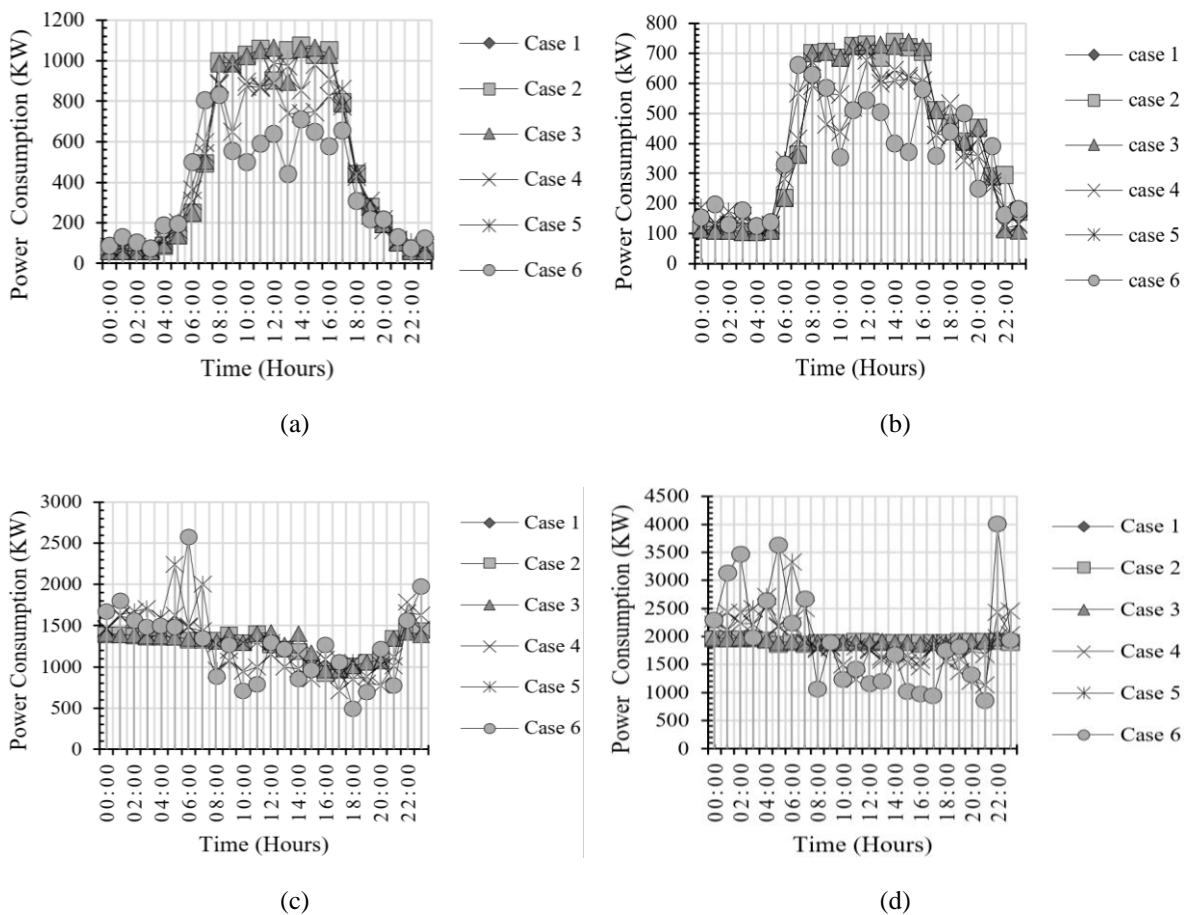 Power Consumption (KW)
1200
1000
800
600
400
200
0
00:00
02:00
04:00
06:00
08:00
10:00
12:00
14:00
16:00
18:00
20:00
22:00
Time (Hours)
Case 1
Case 2
Case 3
Case 4
Case 5
Case 6
(a)
Power Consumption (kW)
800
700
600
500
400
300
200
100
0
00:00
02:00
04:00
06:00
08:00
10:00
12:00
14:00
16:00
18:00
20:00
22:00
Time (Hours)
case 1
case 2
case 3
case 4
case 5
case 6
(b)
Power Consumption (KW)
3000
2500
2000
1500
1000
500
0
00:00
02:00
04:00
06:00
08:00
10:00
12:00
14:00
16:00
18:00
20:00
22:00
Time (Hours)
Case 1
Case 2
Case 3
Case 4
Case 5
Case 6
(c)
Power Consumption (KW)
4500
4000
3500
3000
2500
2000
1500
1000
500
0
00:00
02:00
04:00
06:00
08:00
10:00
12:00
14:00
16:00
18:00
20:00
22:00
Time (Hours)
Case 1
Case 2
Case 3
Case 4
Case 5
Case 6
(d)